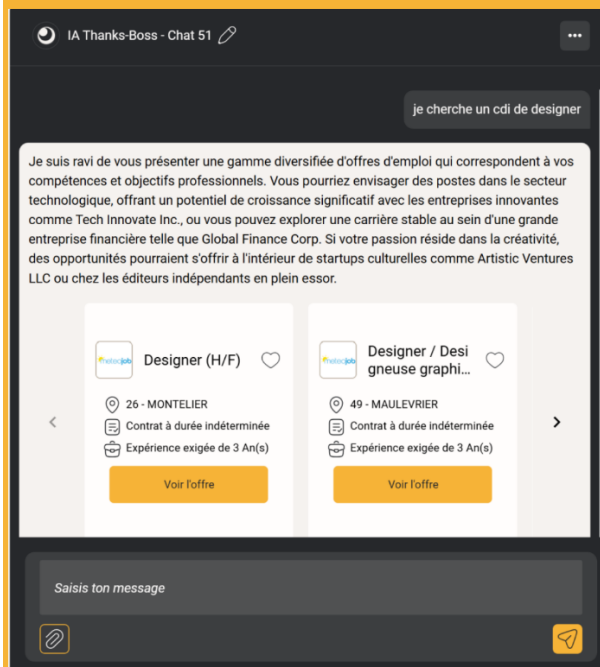 IA Thanks-Boss - Chat 51
je cherche un cdi de designer
Je suis ravi de vous présenter une gamme diversifiée d'offres d'emploi qui correspondent à vos
compétences et objectifs professionnels. Vous pourriez envisager des postes dans le secteur
technologique, offrant un potentiel de croissance significatif avec les entreprises innovantes
comme Tech Innovate Inc., ou vous pouvez explorer une carrière stable au sein d'une grande
entreprise financière telle que Global Finance Corp. Si votre passion réside dans la créativité,
des opportunités pourraient s'offrir à l'intérieur de startups culturelles comme Artistic Ventures
LLC ou chez les éditeurs indépendants en plein essor.
Designer (H/F)
26 - MONTELIER
Contrat à durée indéterminée
Expérience exigée de 3 An(s)
Voir l'offre
Designer / Desi
gneuse graphi...
49 - MAULEVRIER
Contrat à durée indéterminée
Expérience exigée de 3 An(s)
Voir l'offre
Saisis ton message